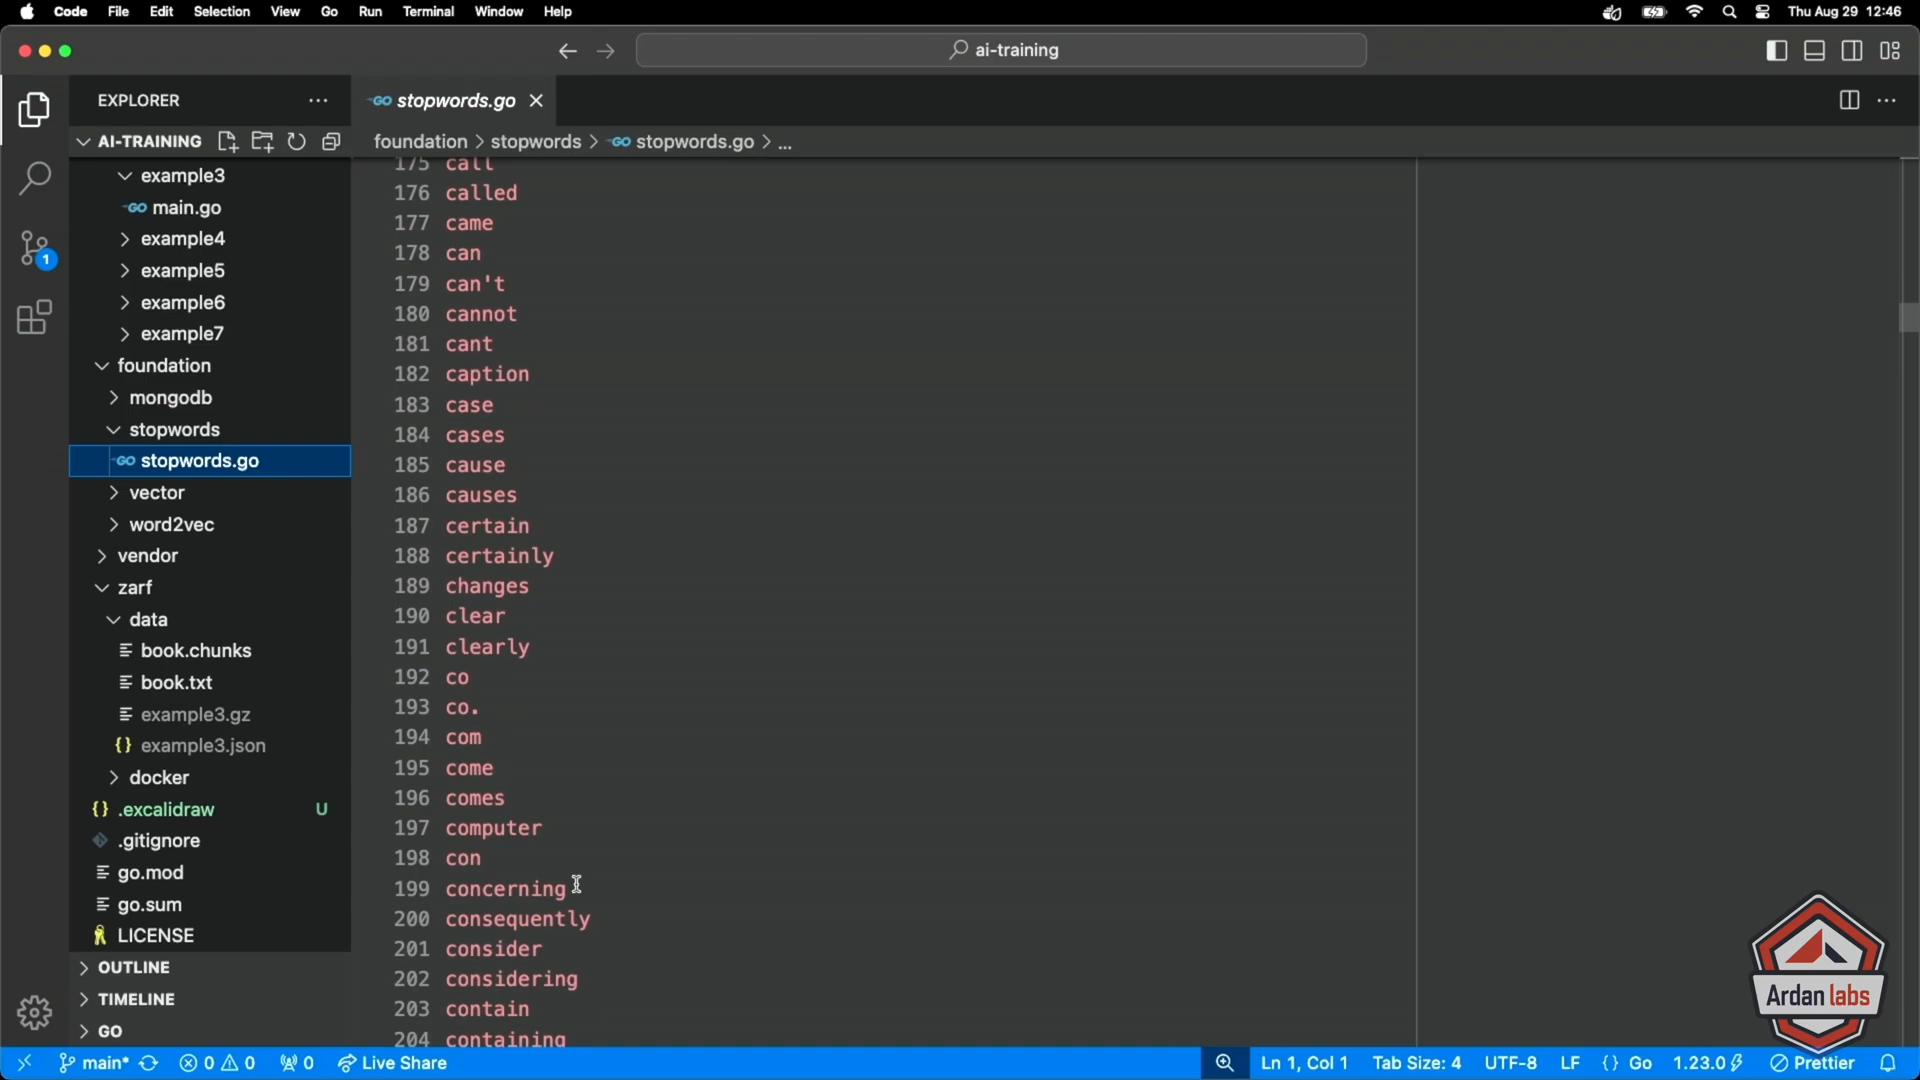 Code File Edit Selection View Go Run Terminal Window Help Thu Aug 29 12:46
ai-training
EXPLORER
stopwords.go
AI-TRAINING
foundation > stopwords > stopwords.go > ...
example3
main.go
example4
example5
example6
example7
foundation
mongodb
stopwords
stopwords.go
vector
word2vec
vendor
zarf
data
book.chunks
book.txt
example3.gz
example3.json
docker
.excalidraw U
.gitignore
go.mod
go.sum
LICENSE
OUTLINE
TIMELINE
GO
175 call
176 called
177 came
178 can
179 can't
180 cannot
181 cant
182 caption
183 case
184 cases
185 cause
186 causes
187 certain
188 certainly
189 changes
190 clear
191 clearly
192 co
193 co.
194 com
195 come
196 comes
197 computer
198 con
199 concerning
200 consequently
201 consider
202 considering
203 contain
204 containing
1
Ardan labs
main* 0 0 0 Live Share Ln 1, Col 1 Tab Size: 4 UTF-8 LF {} Go 1.23.0 Prettier